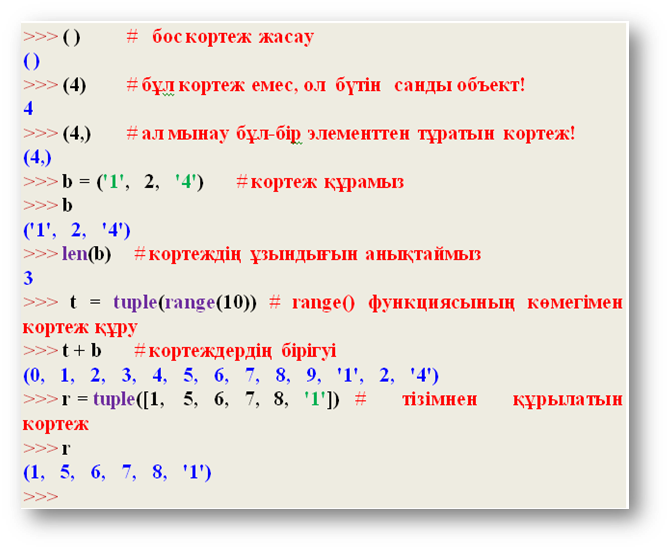 >>> ( )   #   бос кортеж жасау
( )
>>> (4)   # бұл кортеж емес, ол бүтін санды объект!
4
>>> (4,)   # ал мынау бұл-бір элементтен тұратын кортеж!
(4,)
>>> b = ('1', 2, '4')   # кортеж құрамыз
>>> b
('1', 2, '4')
>>> len(b)   # кортеждің ұзындығын анықтаймыз
3
>>> t = tuple(range(10)) # range() функциясының көмегімен
кортеж құру
>>> t + b   # кортеждердің бірігуі
(0, 1, 2, 3, 4, 5, 6, 7, 8, 9, '1', 2, '4')
>>> r = tuple([1, 5, 6, 7, 8, '1']) # тізімнен құрылатын
кортеж
>>> r
(1, 5, 6, 7, 8, '1')
>>>